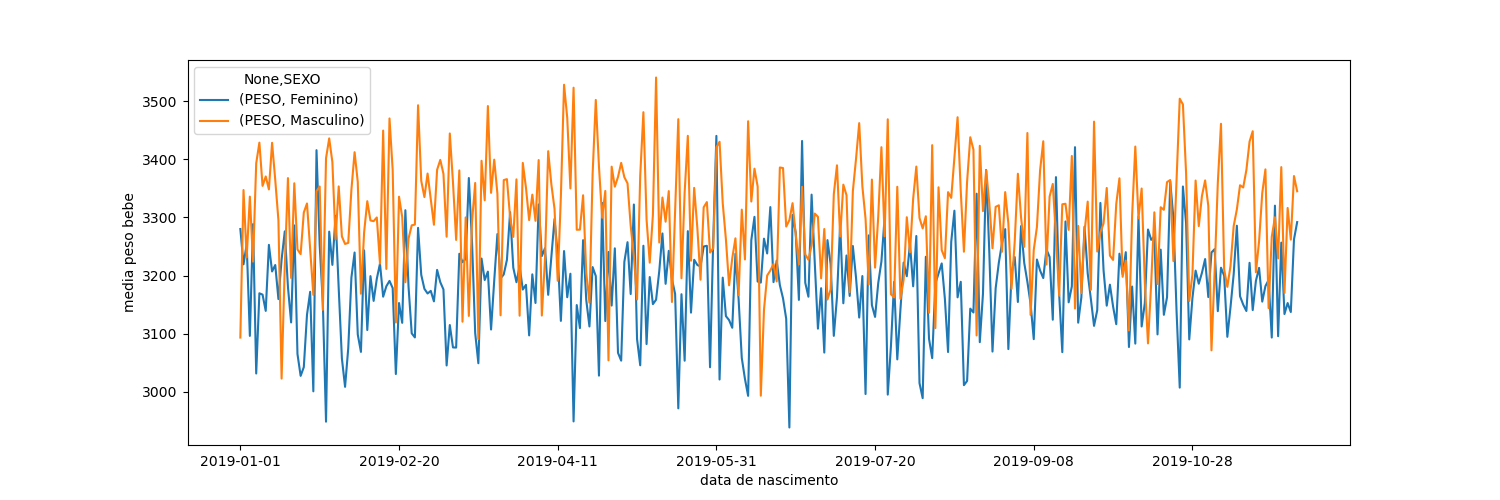 None,SEXO
(PESO, Feminino)
(PESO, Masculino)
media peso bebe
3500
3400
3300
3200
3100
3000
2019-01-01 2019-02-20 2019-04-11 2019-05-31 2019-07-20 2019-09-08 2019-10-28
data de nascimento